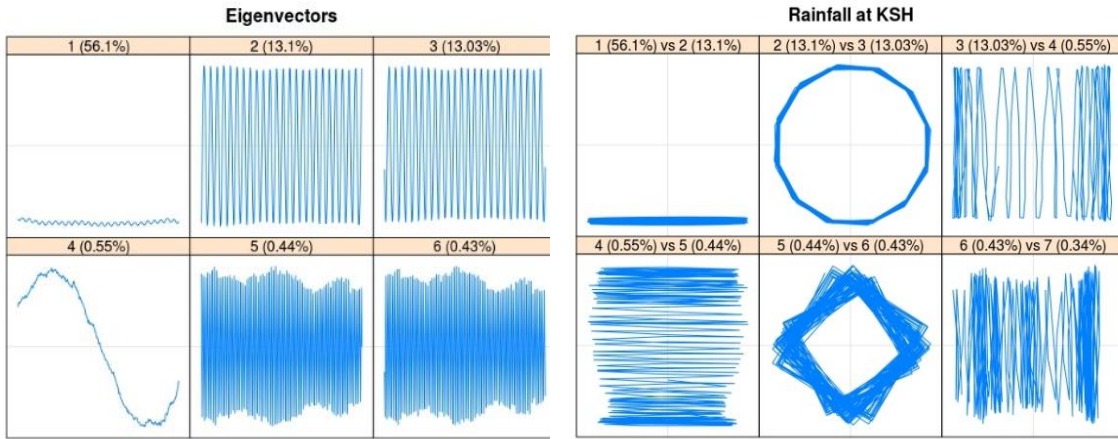 Eigenvectors
1 (56.1%) 2 (13.1%) 3 (13.03%)
4 (0.55%) 5 (0.44%) 6 (0.43%)
Rainfall at KSH
1 (56.1%) vs 2 (13.1%) 2 (13.1%) vs 3 (13.03%) 3 (13.03%) vs 4 (0.55%)
4 (0.55%) vs 5 (0.44%) 5 (0.44%) vs 6 (0.43%) 6 (0.43%) vs 7 (0.34%)